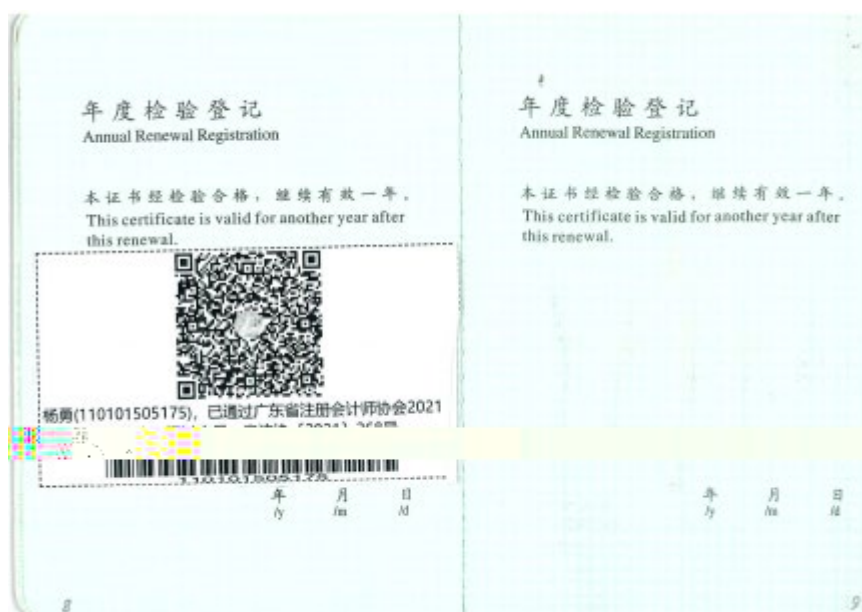 年度检验登记
Annual Renewal Registration
本证书经检验合格，继续有效一年。
This certificate is valid for another year after
this renewal.
杨勇(110101505175)，已通过广东省注册会计师协会2021
110101505175
年 月 日
/y /m /d
8
年度检验登记
Annual Renewal Registration
本证书经检验合格，继续有效一年。
This certificate is valid for another year after
this renewal.
年 月 日
/y /m /d
9